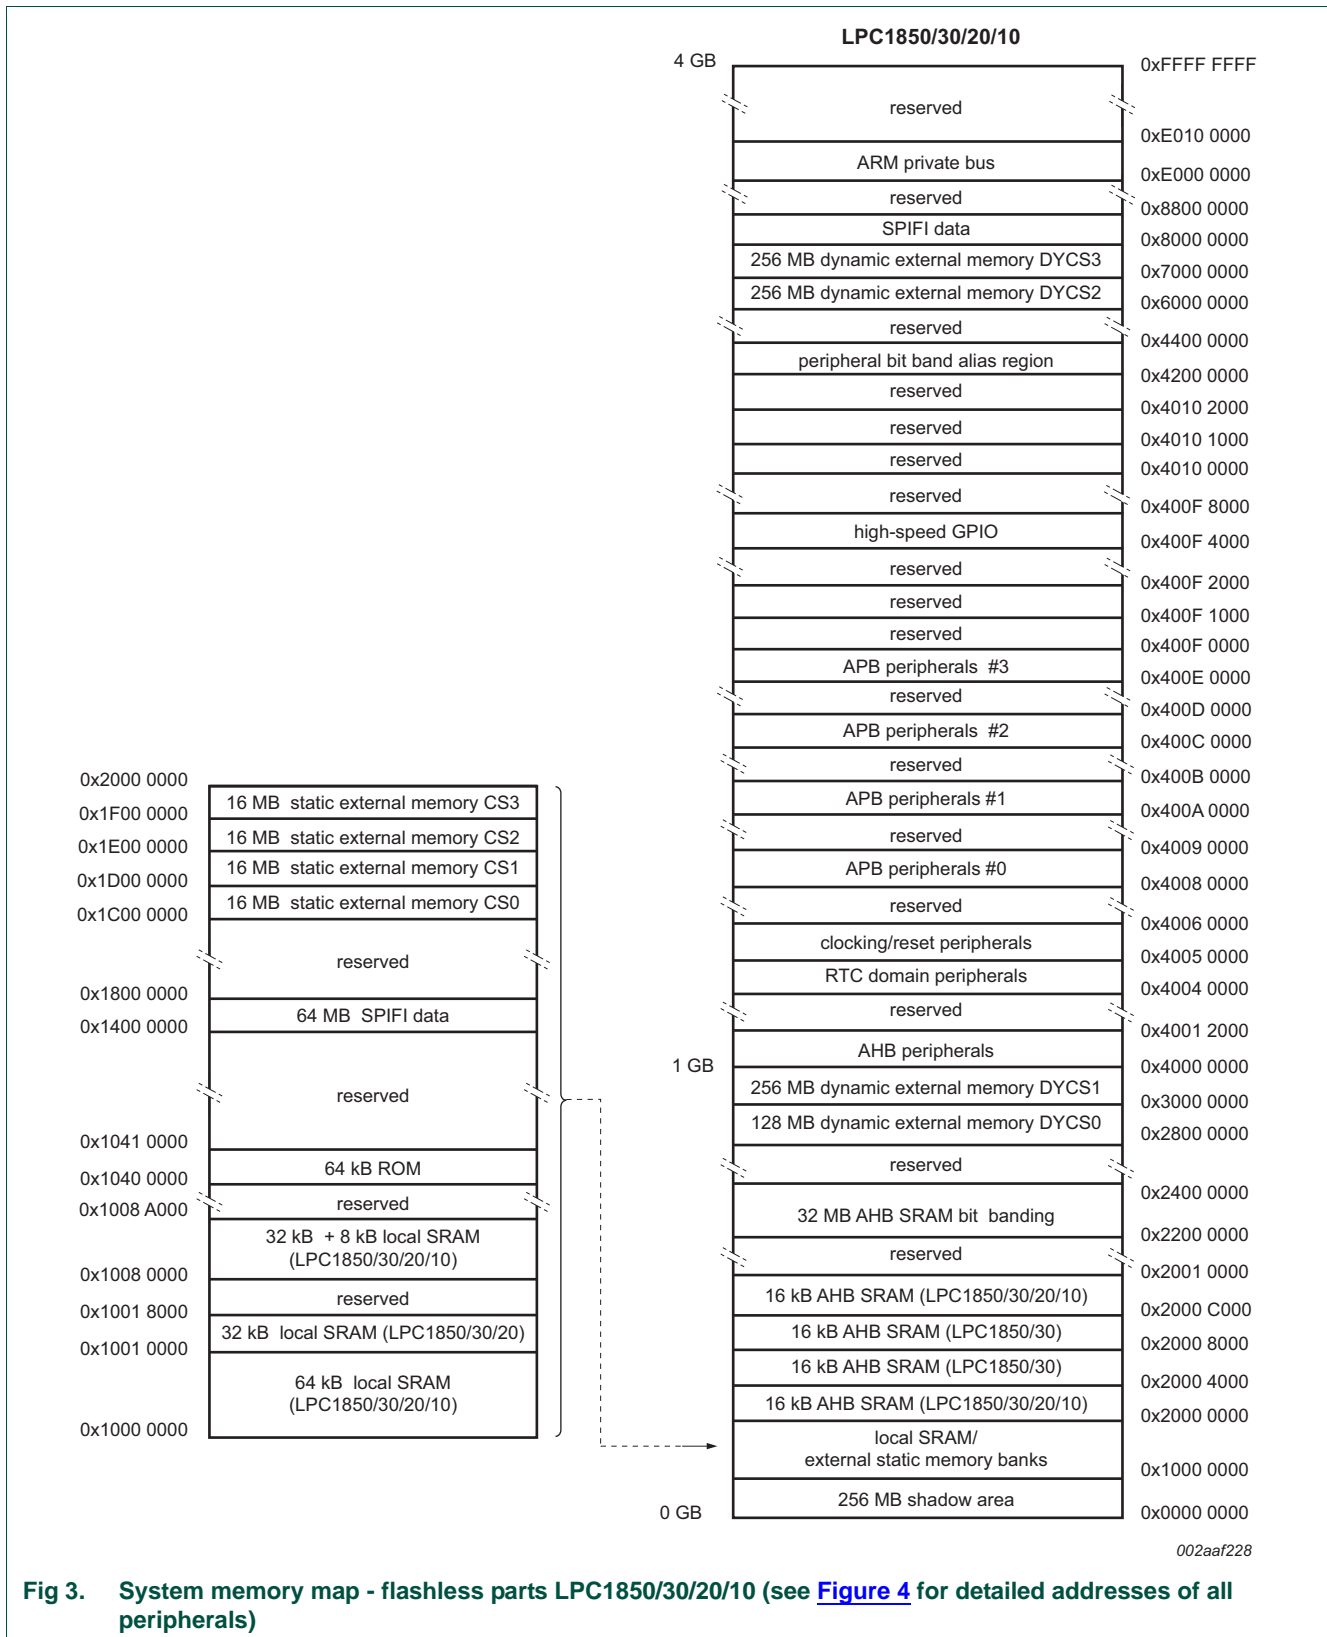 LPC1850/30/20/10
4 GB
0xFFFF FFFF
reserved
0xE010 0000
ARM private bus
0xE000 0000
reserved
0x8800 0000
SPIFI data
0x8000 0000
256 MB dynamic external memory DYCS3
0x7000 0000
256 MB dynamic external memory DYCS2
0x6000 0000
reserved
0x4400 0000
peripheral bit band alias region
0x4200 0000
reserved
0x4010 2000
reserved
0x4010 1000
reserved
0x4010 0000
reserved
0x400F 8000
high-speed GPIO
0x400F 4000
reserved
0x400F 2000
reserved
0x400F 1000
reserved
0x400F 0000
APB peripherals #3
0x400E 0000
reserved
0x400D 0000
APB peripherals #2
0x400C 0000
reserved
0x400B 0000
APB peripherals #1
0x400A 0000
reserved
0x4009 0000
APB peripherals #0
0x4008 0000
reserved
0x4006 0000
clocking/reset peripherals
0x4005 0000
RTC domain peripherals
0x4004 0000
reserved
0x4001 2000
AHB peripherals
1 GB
0x4000 0000
256 MB dynamic external memory DYCS1
0x3000 0000
128 MB dynamic external memory DYCS0
0x2800 0000
reserved
0x2400 0000
32 MB AHB SRAM bit banding
0x2200 0000
reserved
0x2001 0000
16 kB AHB SRAM (LPC1850/30/20/10)
0x2000 C000
16 kB AHB SRAM (LPC1850/30)
0x2000 8000
16 kB AHB SRAM (LPC1850/30)
0x2000 4000
16 kB AHB SRAM (LPC1850/30/20/10)
0x2000 0000
local SRAM/
external static memory banks
0x1000 0000
256 MB shadow area
0 GB
0x0000 0000
0x2000 0000
16 MB static external memory CS3
0x1F00 0000
16 MB static external memory CS2
0x1E00 0000
16 MB static external memory CS1
0x1D00 0000
16 MB static external memory CS0
0x1C00 0000
reserved
0x1800 0000
64 MB SPIFI data
0x1400 0000
reserved
0x1041 0000
64 kB ROM
0x1040 0000
reserved
0x1008 A000
32 kB + 8 kB local SRAM
(LPC1850/30/20/10)
0x1008 0000
reserved
0x1001 8000
32 kB local SRAM (LPC1850/30/20)
0x1001 0000
64 kB local SRAM
(LPC1850/30/20/10)
0x1000 0000
002aaf228
Fig 3. System memory map - flashless parts LPC1850/30/20/10 (see Figure 4 for detailed addresses of all
peripherals)